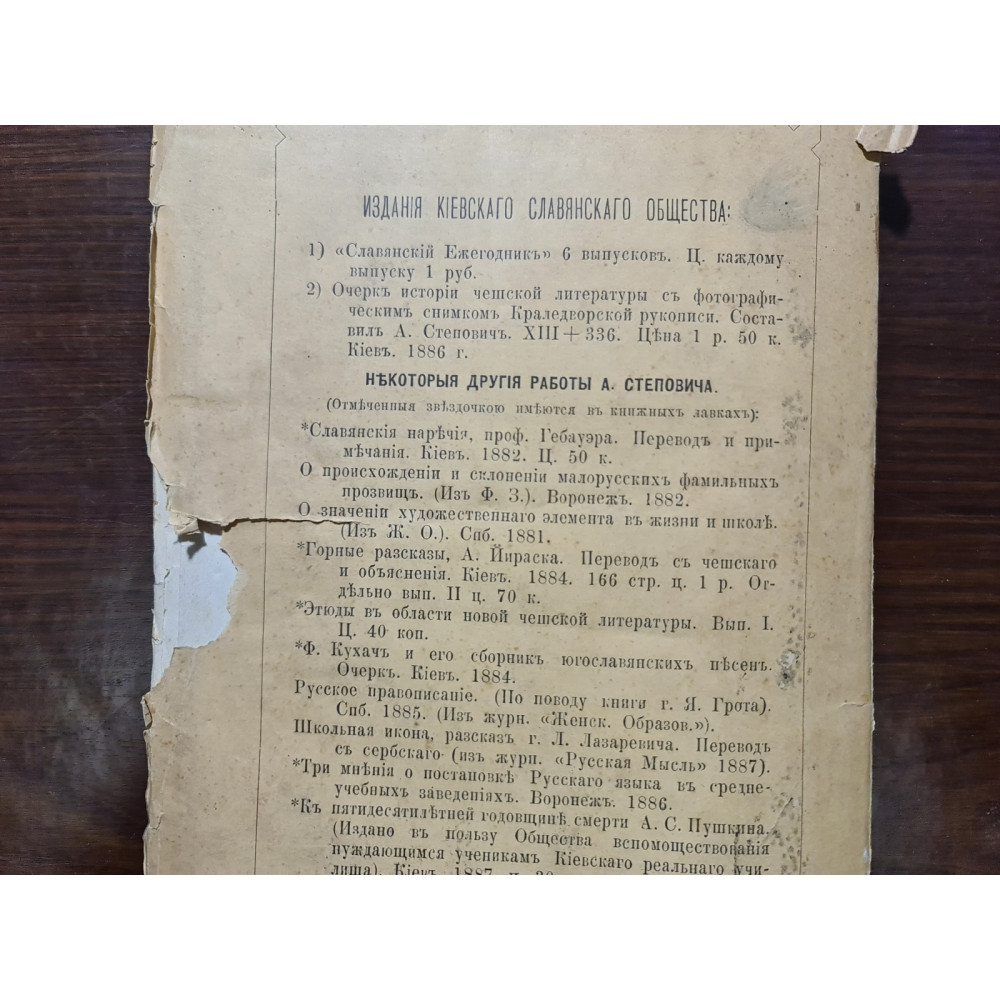 ИЗДАНІЯ КІЕВСКАГО СЛАВЯНСКАГО ОБЩЕСТВА:
1) «Славянскій Ежегодникъ» 6 выпусковъ. Ц. каждому
выпуску 1 руб.
2) Очеркъ исторіи чешской литературы съ фотографи-
ческимъ снимкомъ Краледворской рукописи. Соста-
вилъ А. Степовичъ. XIII + 336. Цѣна 1 р. 50 к.
Кіевъ. 1886 г.
НѢКОТОРЫЯ ДРУГІЯ РАБОТЫ А. СТЕПОВИЧА.
(Отмѣченныя звѣздочкою имѣются въ книжныхъ лавкахъ):
*Славянскія нарѣчія, проф. Гебауэра. Переводъ и при-
мѣчанія. Кіевъ. 1882. Ц. 50 к.
О происхожденіи и склоненіи малорусскихъ фамильныхъ
прозвищъ. (Изъ Ф. З.). Воронежъ. 1882.
О значеніи художественнаго элемента въ жизни и школѣ.
(Изъ Ж. О.). Спб. 1881.
*Горные разсказы, А. Йираска. Переводъ съ чешскаго
и объясненія. Кіевъ. 1884. 166 стр. ц. 1 р. От-
дѣльно вып. II ц. 70 к.
*Этюды въ области новой чешской литературы. Вып. I.
Ц. 40 коп.
*Ф. Кухач и его сборникъ югославянскихъ пѣсенъ.
Очеркъ. Кіевъ. 1884.
Русское правописаніе. (По поводу книги г. Я. Грота).
Спб. 1885. (Изъ журн. «Женск. Образов.»).
Школьная икона, разсказъ г. Л. Лазаревича. Переводъ
съ сербскаго (изъ журн. «Русская Мысль» 1887).
*Три мнѣнія о постановкѣ Русскаго языка въ средне-
учебныхъ заведеніяхъ. Воронежъ. 1886.
*Къ пятидесятилѣтней годовщинѣ смерти А. С. Пушкина.
(Издано въ пользу Общества вспомоществованія
нуждающимся ученикамъ Кіевскаго реальнаго учи-
лища). Кіевъ. 1887. ц. 20